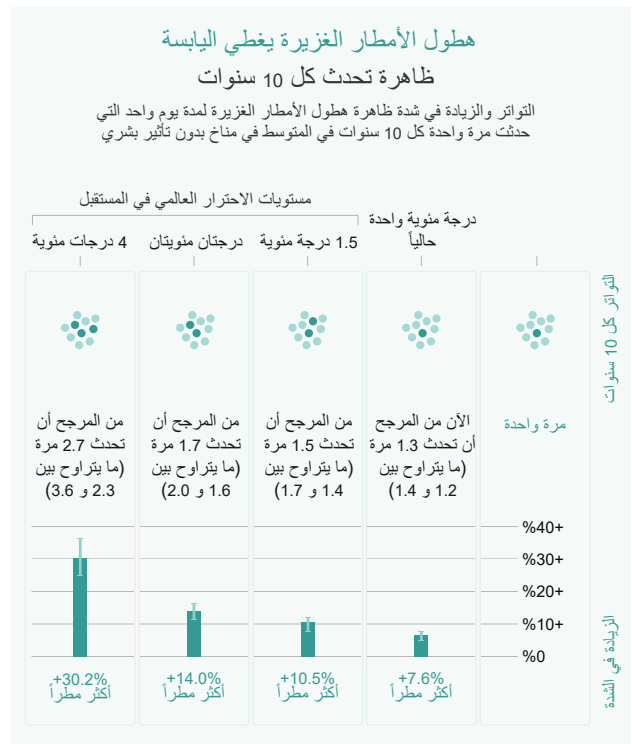 هطول الأمطار الغزيرة يغطي اليابسة
ظاهرة تحدث كل 10 سنوات
التواتر والزيادة في شدة ظاهرة هطول الأمطار الغزيرة لمدة يوم واحد التي
حدثت مرة واحدة كل 10 سنوات في المتوسط في مناخ بدون تأثير بشري
مستويات الاحترار العالمي في المستقبل
درجة مئوية واحدة
حالياً
1.5 درجة مئوية
درجتان مئويتان
4 درجات مئوية
التواتر كل 10 سنوات
مرة واحدة
الآن من المرجح
أن تحدث 1.3 مرة
(ما يتراوح بين
1.2 و 1.4)
من المرجح أن
تحدث 1.5 مرة
(ما يتراوح بين
1.4 و 1.7)
من المرجح أن
تحدث 1.7 مرة
(ما يتراوح بين
1.6 و 2.0)
من المرجح أن
تحدث 2.7 مرة
(ما يتراوح بين
2.3 و 3.6)
%40+
%30+
%20+
%10+
%0
الزيادة في الشدة
+7.6%
أكثر مطراً
+10.5%
أكثر مطراً
+14.0%
أكثر مطراً
+30.2%
أكثر مطراً